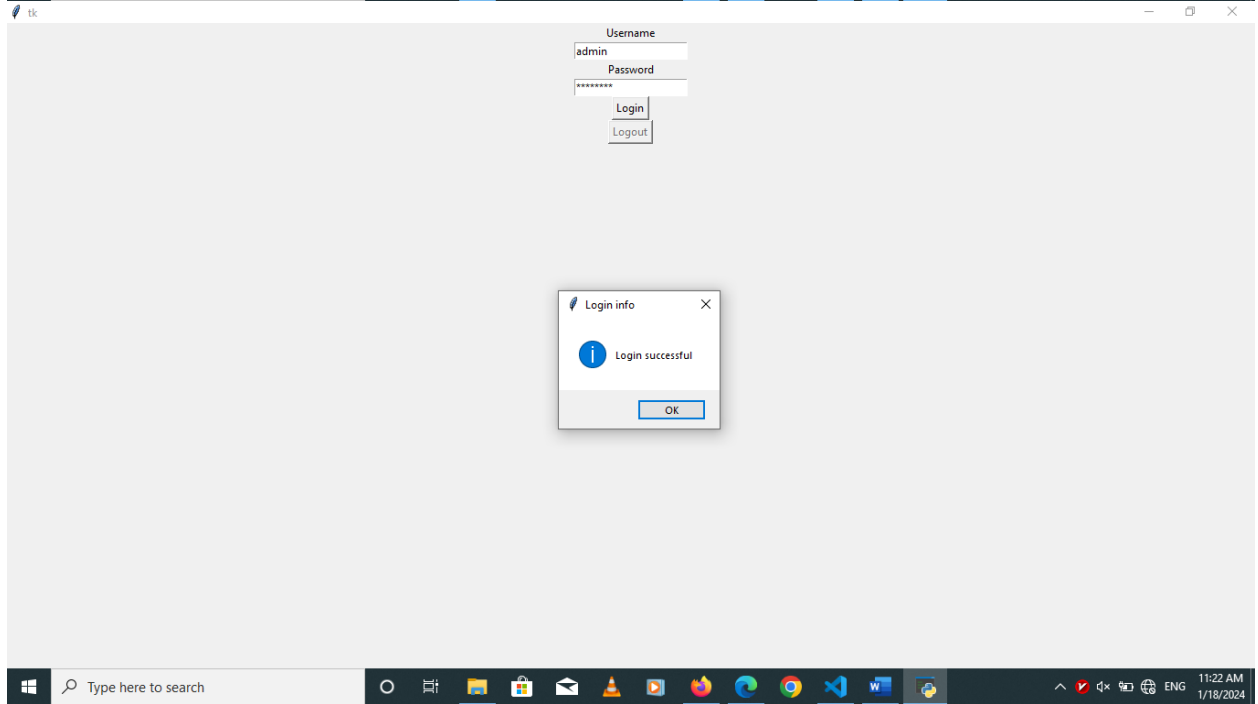 tk
Username
admin
Password
********
Login
Logout
Login info
Login successful
OK
Type here to search
ENG
11:22 AM
1/18/2024